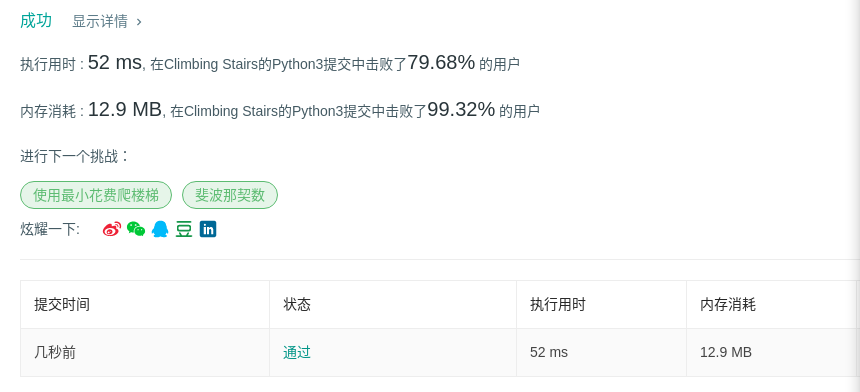 成功 显示详情 ›
执行用时 : 52 ms, 在Climbing Stairs的Python3提交中击败了79.68% 的用户
内存消耗 : 12.9 MB, 在Climbing Stairs的Python3提交中击败了99.32% 的用户
进行下一个挑战：
使用最小花费爬楼梯 斐波那契数
炫耀一下:
提交时间 状态 执行用时 内存消耗
几秒前 通过 52 ms 12.9 MB